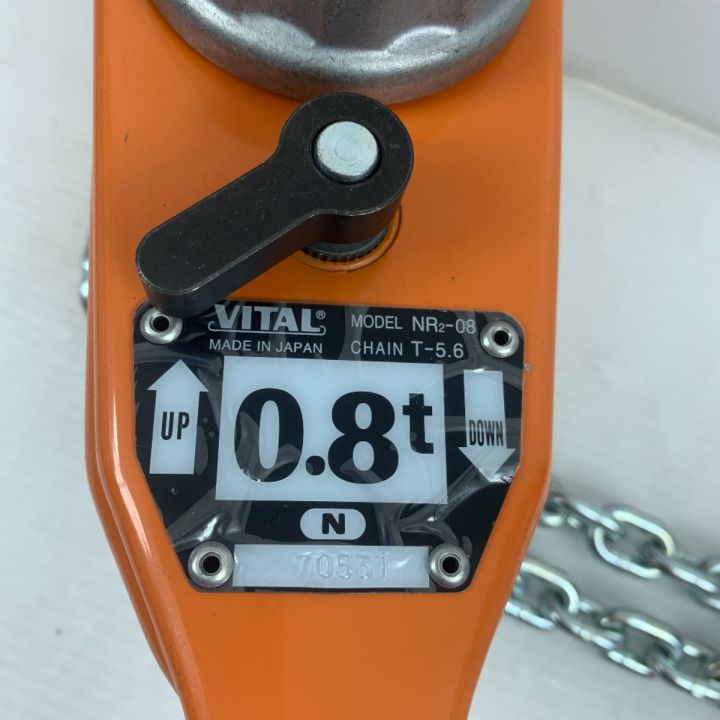 VITAL® MODEL NR₂-08
MADE IN JAPAN CHAIN T-5.6
UP
0.8t
DOWN
N
70531